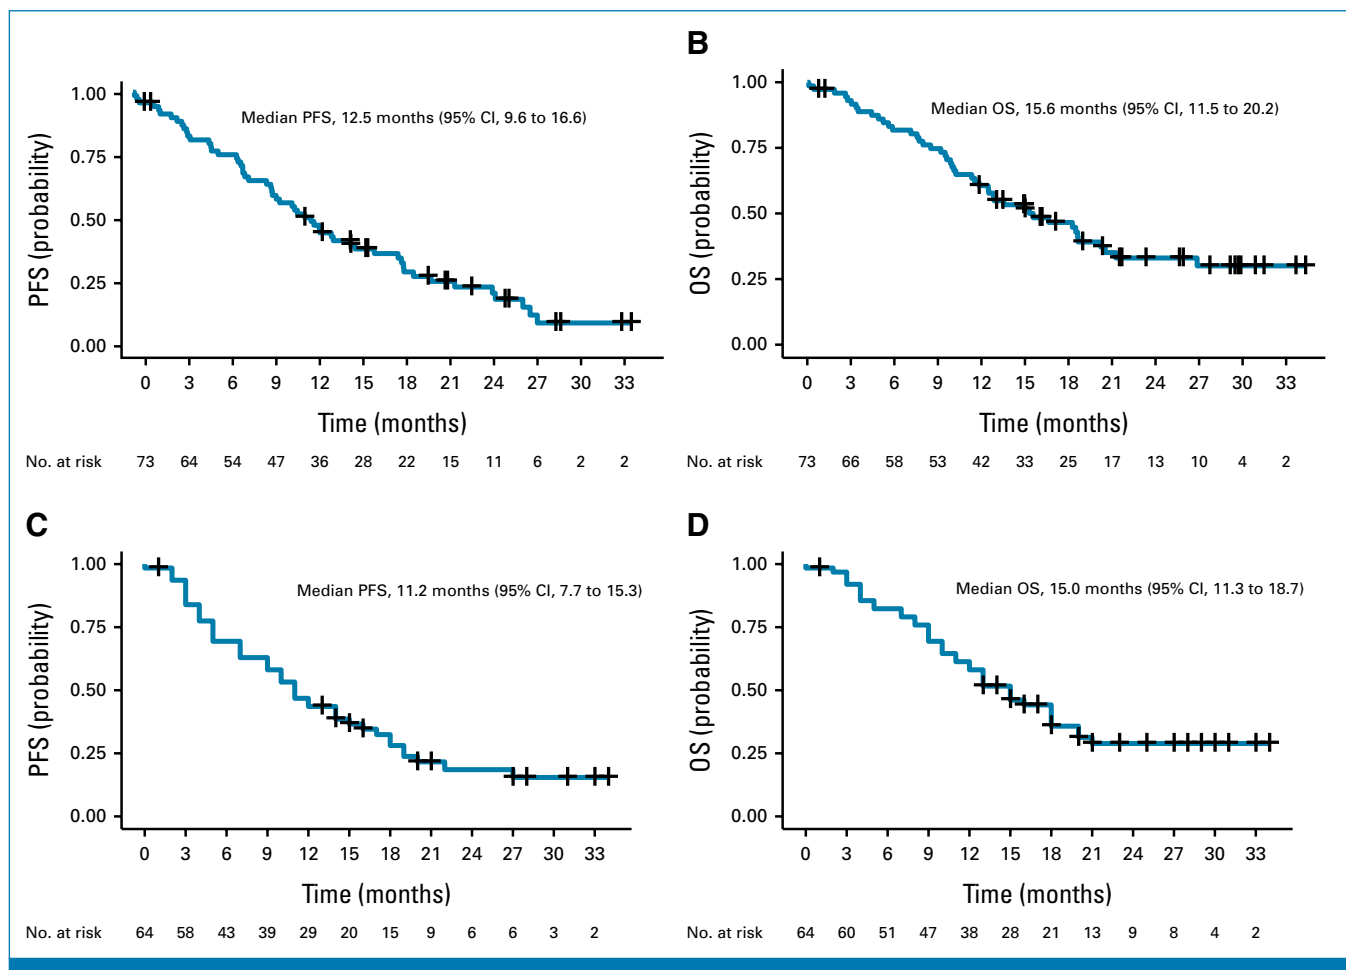 B
1.00
0.75
0.50
0.25
0.00
PFS (probability)
Median PFS, 12.5 months (95% CI, 9.6 to 16.6)
0 3 6 9 12 15 18 21 24 27 30 33
Time (months)
No. at risk 73 64 54 47 36 28 22 15 11 6 2 2
1.00
0.75
0.50
0.25
0.00
OS (probability)
Median OS, 15.6 months (95% CI, 11.5 to 20.2)
0 3 6 9 12 15 18 21 24 27 30 33
Time (months)
No. at risk 73 66 58 53 42 33 25 17 13 10 4 2
C
1.00
0.75
0.50
0.25
0.00
PFS (probability)
Median PFS, 11.2 months (95% CI, 7.7 to 15.3)
0 3 6 9 12 15 18 21 24 27 30 33
Time (months)
No. at risk 64 58 43 39 29 20 15 9 6 6 3 2
D
1.00
0.75
0.50
0.25
0.00
OS (probability)
Median OS, 15.0 months (95% CI, 11.3 to 18.7)
0 3 6 9 12 15 18 21 24 27 30 33
Time (months)
No. at risk 64 60 51 47 38 28 21 13 9 8 4 2